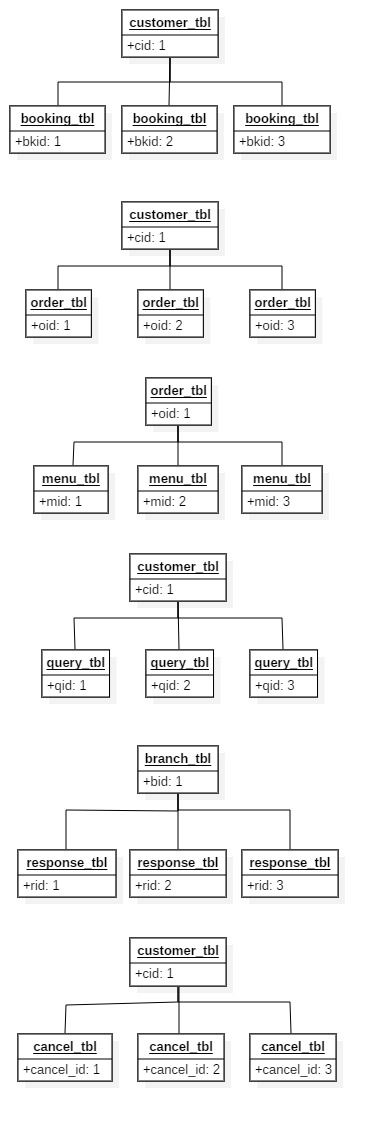 customer_tbl
+cid: 1
booking_tbl booking_tbl booking_tbl
+bkid: 1 +bkid: 2 +bkid: 3
customer_tbl
+cid: 1
order_tbl order_tbl order_tbl
+oid: 1 +oid: 2 +oid: 3
order_tbl
+oid: 1
menu_tbl menu_tbl menu_tbl
+mid: 1 +mid: 2 +mid: 3
customer_tbl
+cid: 1
query_tbl query_tbl query_tbl
+qid: 1 +qid: 2 +qid: 3
branch_tbl
+bid: 1
response_tbl response_tbl response_tbl
+rid: 1 +rid: 2 +rid: 3
customer_tbl
+cid: 1
cancel_tbl cancel_tbl cancel_tbl
+cancel_id: 1 +cancel_id: 2 +cancel_id: 3